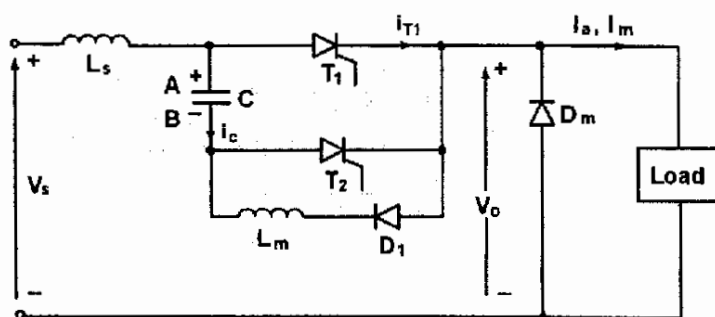 i_T1
I_a, I_m
+
L_s
T_1
A + C
B −
i_c
+
D_m
V_s
T_2
V_o
Load
L_m
D_1
−
−